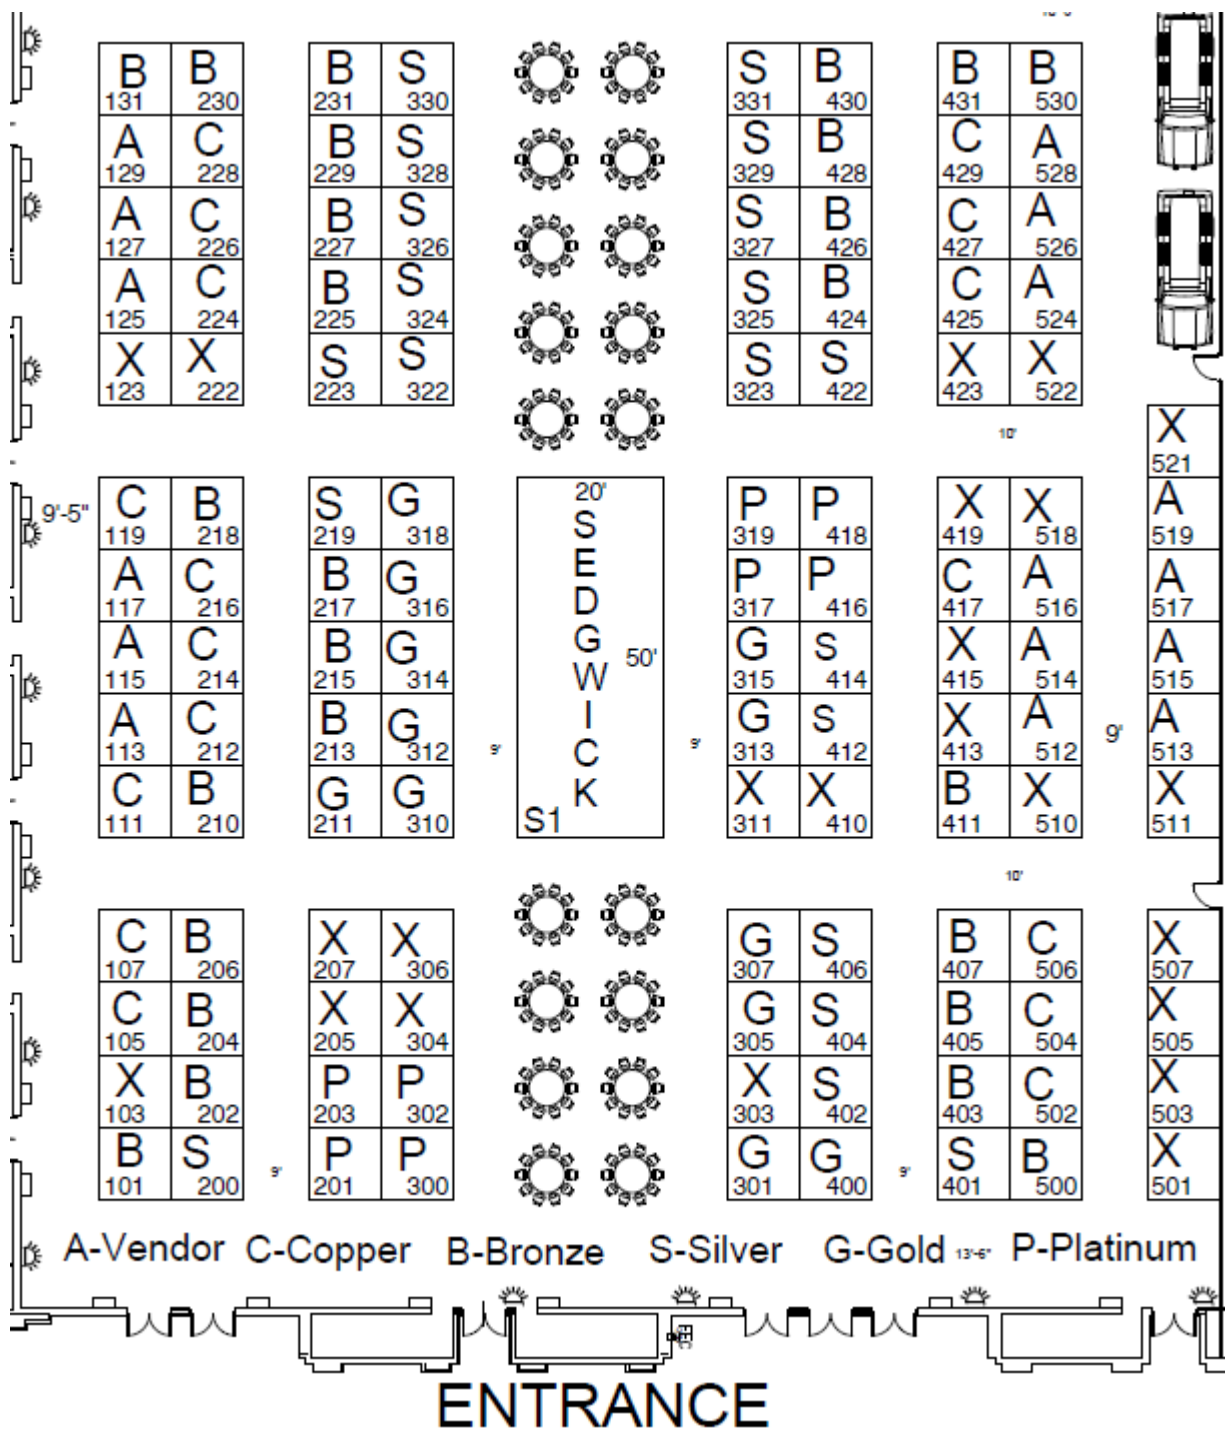 B B B S S B B B
131 230 231 330 331 430 431 530
A C B S S B C A
129 228 229 328 329 428 429 528
A C B S S B C A
127 226 227 326 327 426 427 526
A C B S S B C A
125 224 225 324 325 424 425 524
X X S S S S X X
123 222 223 322 323 422 423 522
10'
X
521
9'-5"
20'
C B S G P P X X A
119 218 219 318 319 418 419 518 519
A C B G P P C A A
117 216 217 316 317 416 417 516 517
A C B G G S X A A
115 214 215 314 315 414 415 514 515
A C B G G S X A A
113 212 213 312 313 412 413 512 513
C B G G X X B X X
111 210 211 310 311 410 411 510 511
SEDGWICK
50'
9'
9'
9'
S1
10'
C B X X G S B C X
107 206 207 306 307 406 407 506 507
C B X X G S B C X
105 204 205 304 305 404 405 504 505
X B P P X S B C X
103 202 203 302 303 402 403 502 503
B S P P G G S B X
101 200 201 300 301 400 401 500 501
9'
9'
A-Vendor C-Copper B-Bronze S-Silver G-Gold 13'-6" P-Platinum
FEC
ENTRANCE